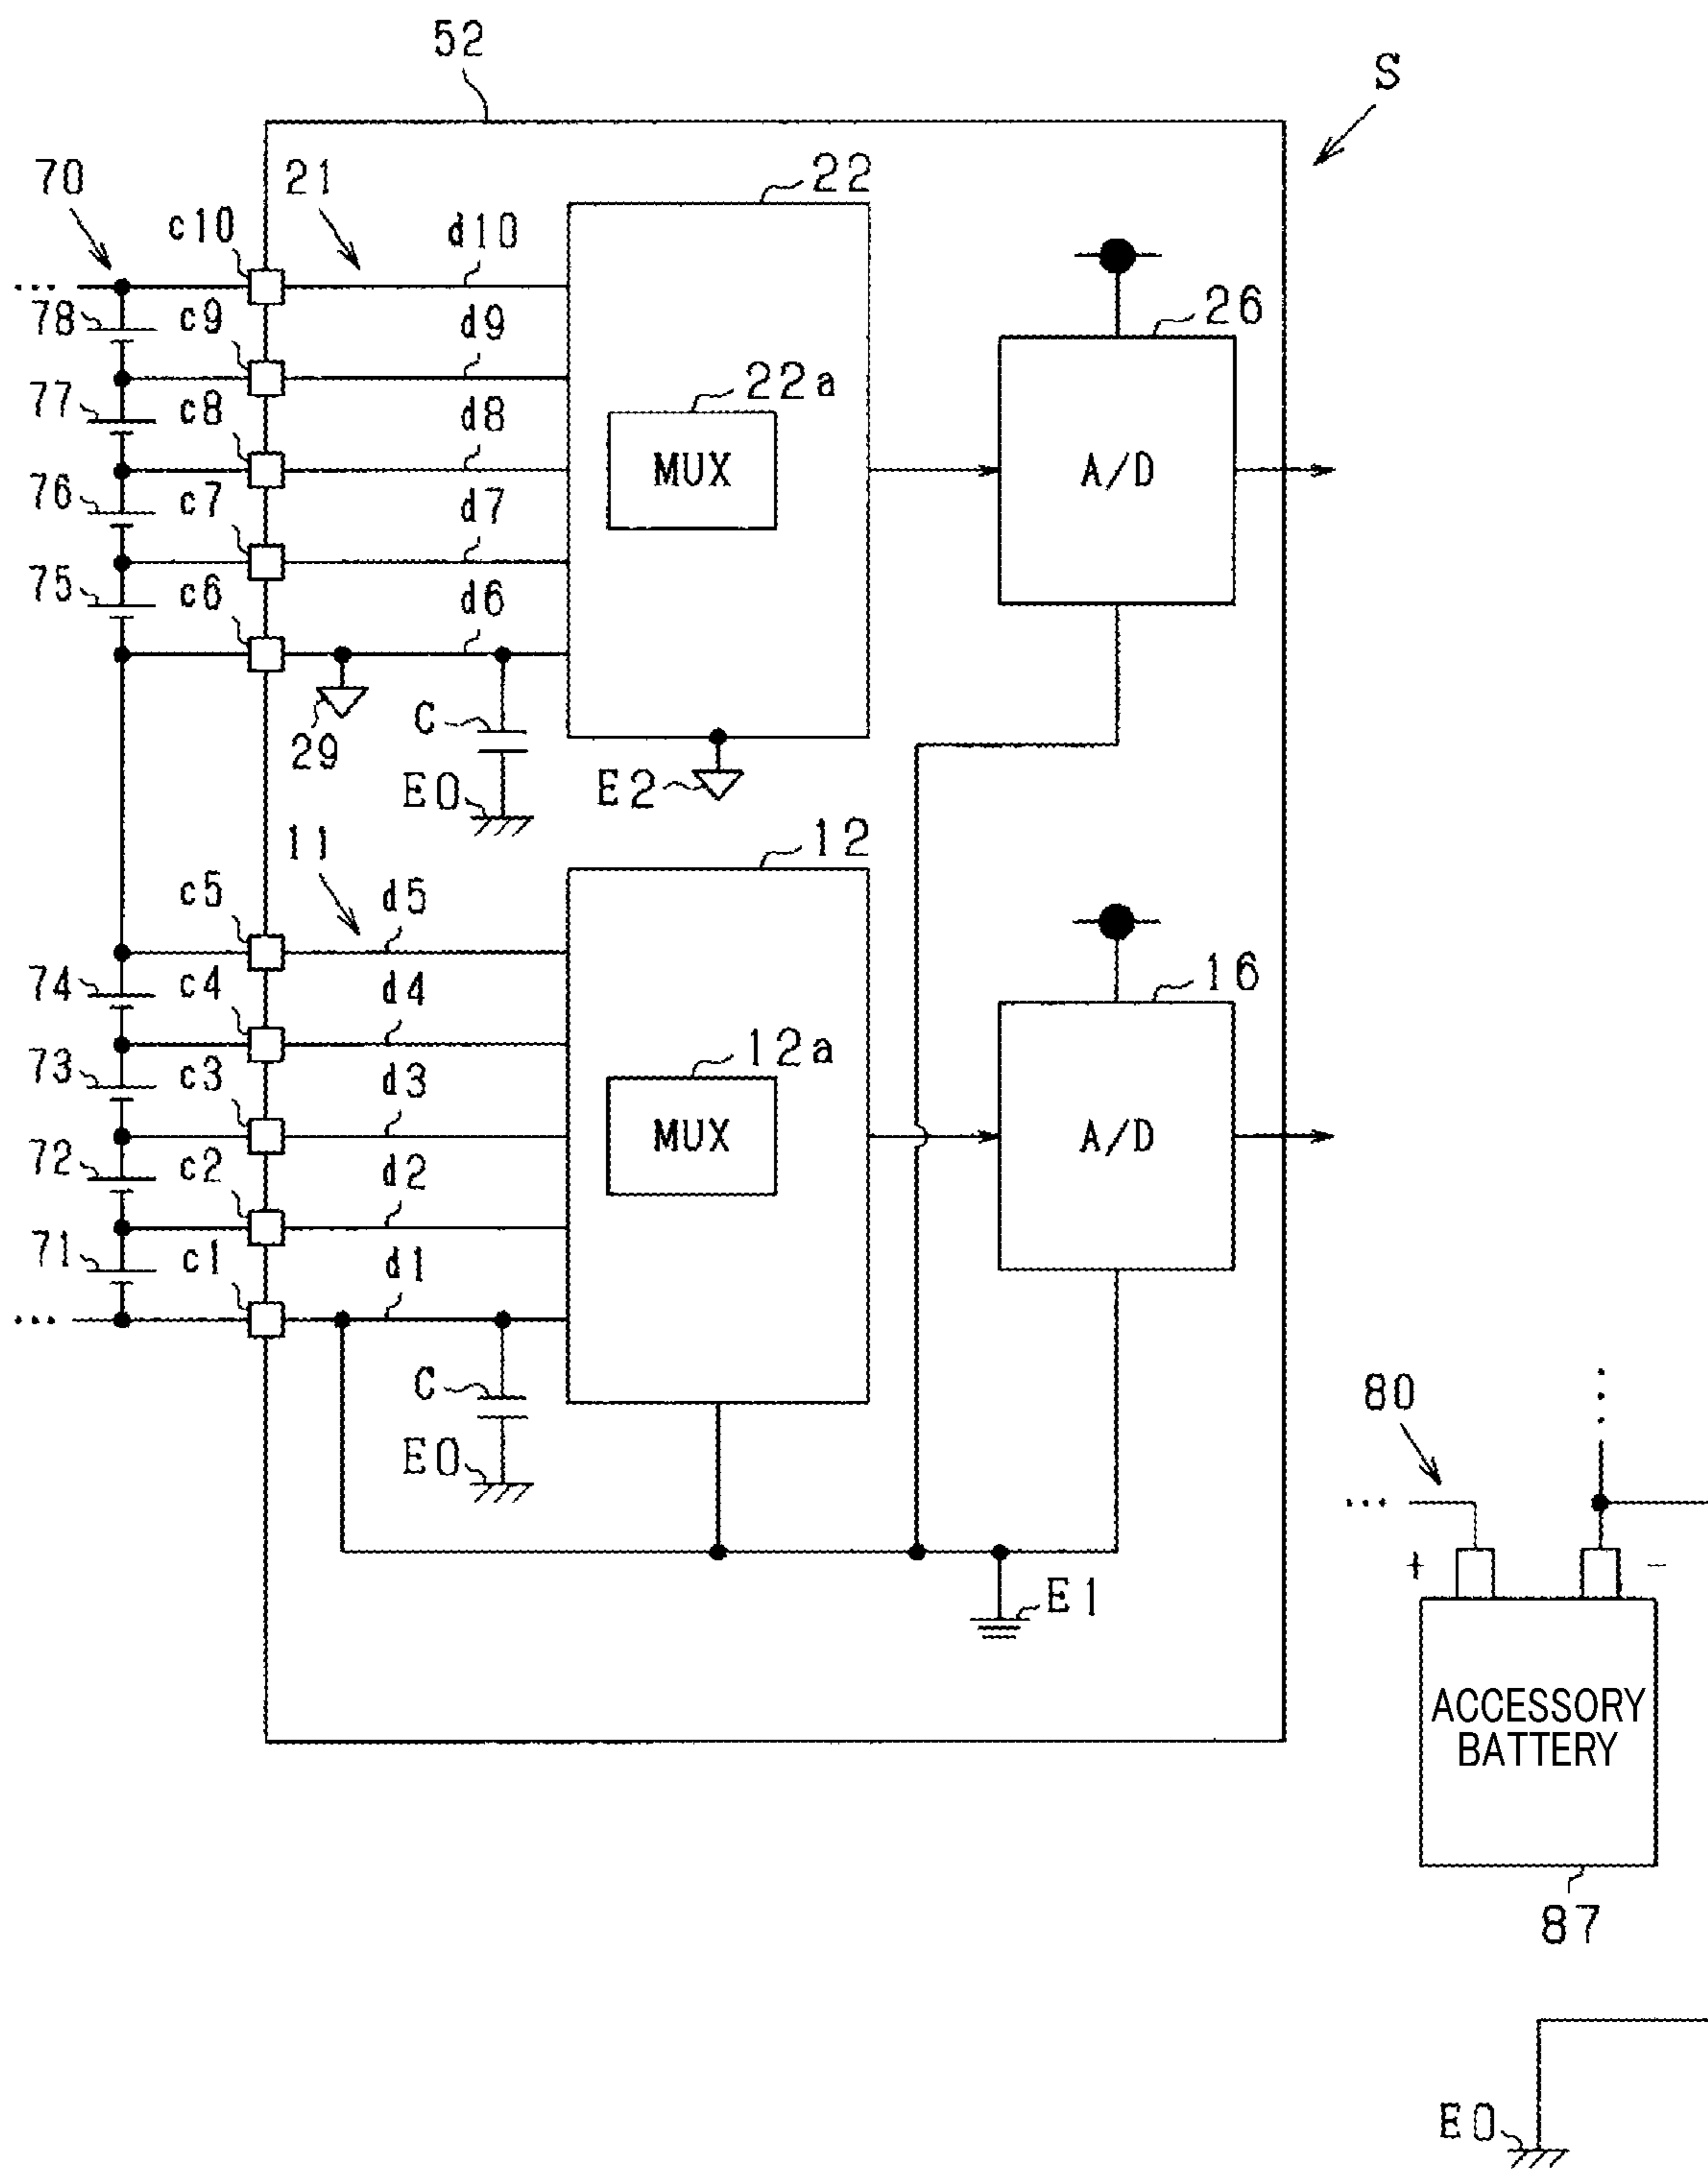 52
S
70
21
22
c10
d10
78
c9
d9
26
77
c8
d8
22a
MUX
A/D
76
c7
d7
75
c6
d6
29
C
E0
E2
11
12
c5
d5
74
c4
d4
16
73
c3
d3
12a
MUX
A/D
72
c2
d2
71
c1
d1
...
...
C
E0
80
...
...
+
-
E1
ACCESSORY
BATTERY
87
E0